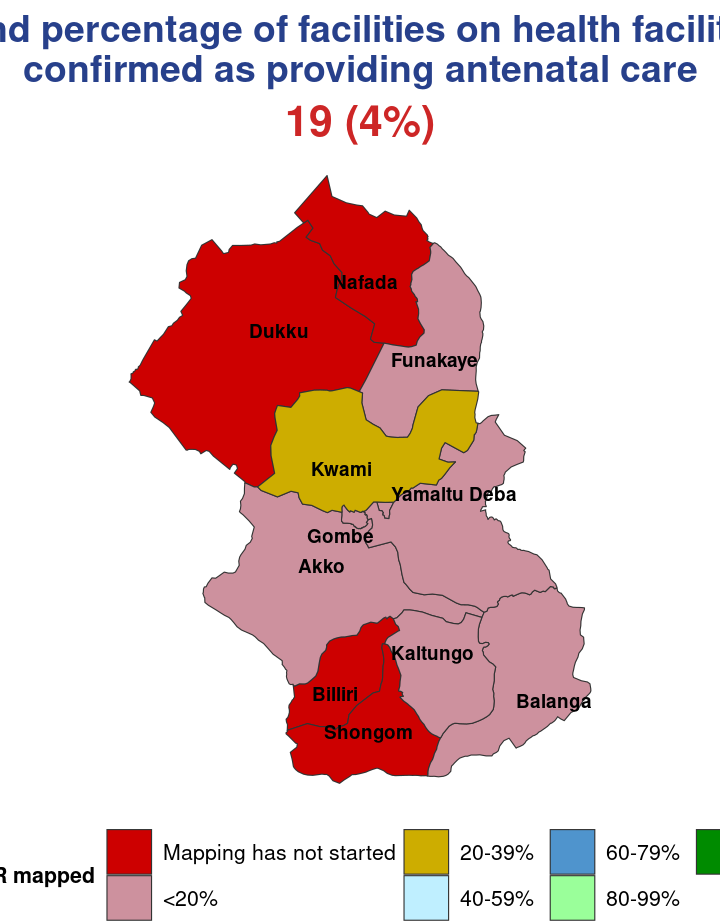 nd percentage of facilities on health facilit
confirmed as providing antenatal care
19 (4%)
Nafada
Dukku
Funakaye
Kwami
Yamaltu Deba
Gombe
Akko
Kaltungo
Billiri
Balanga
Shongom
R mapped
Mapping has not started
20-39%
60-79%
<20%
40-59%
80-99%